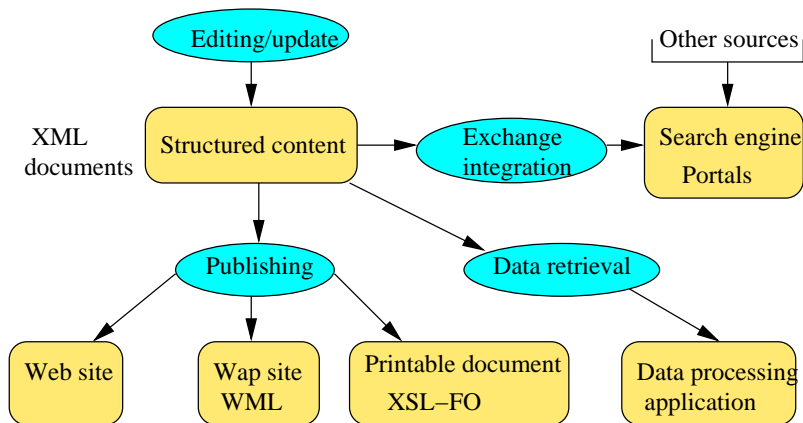 Editing/update
Other sources
XML
documents
Structured content
Exchange
integration
Search engine
Portals
Publishing
Data retrieval
Web site
Wap site
WML
Printable document
XSL−FO
Data processing
application